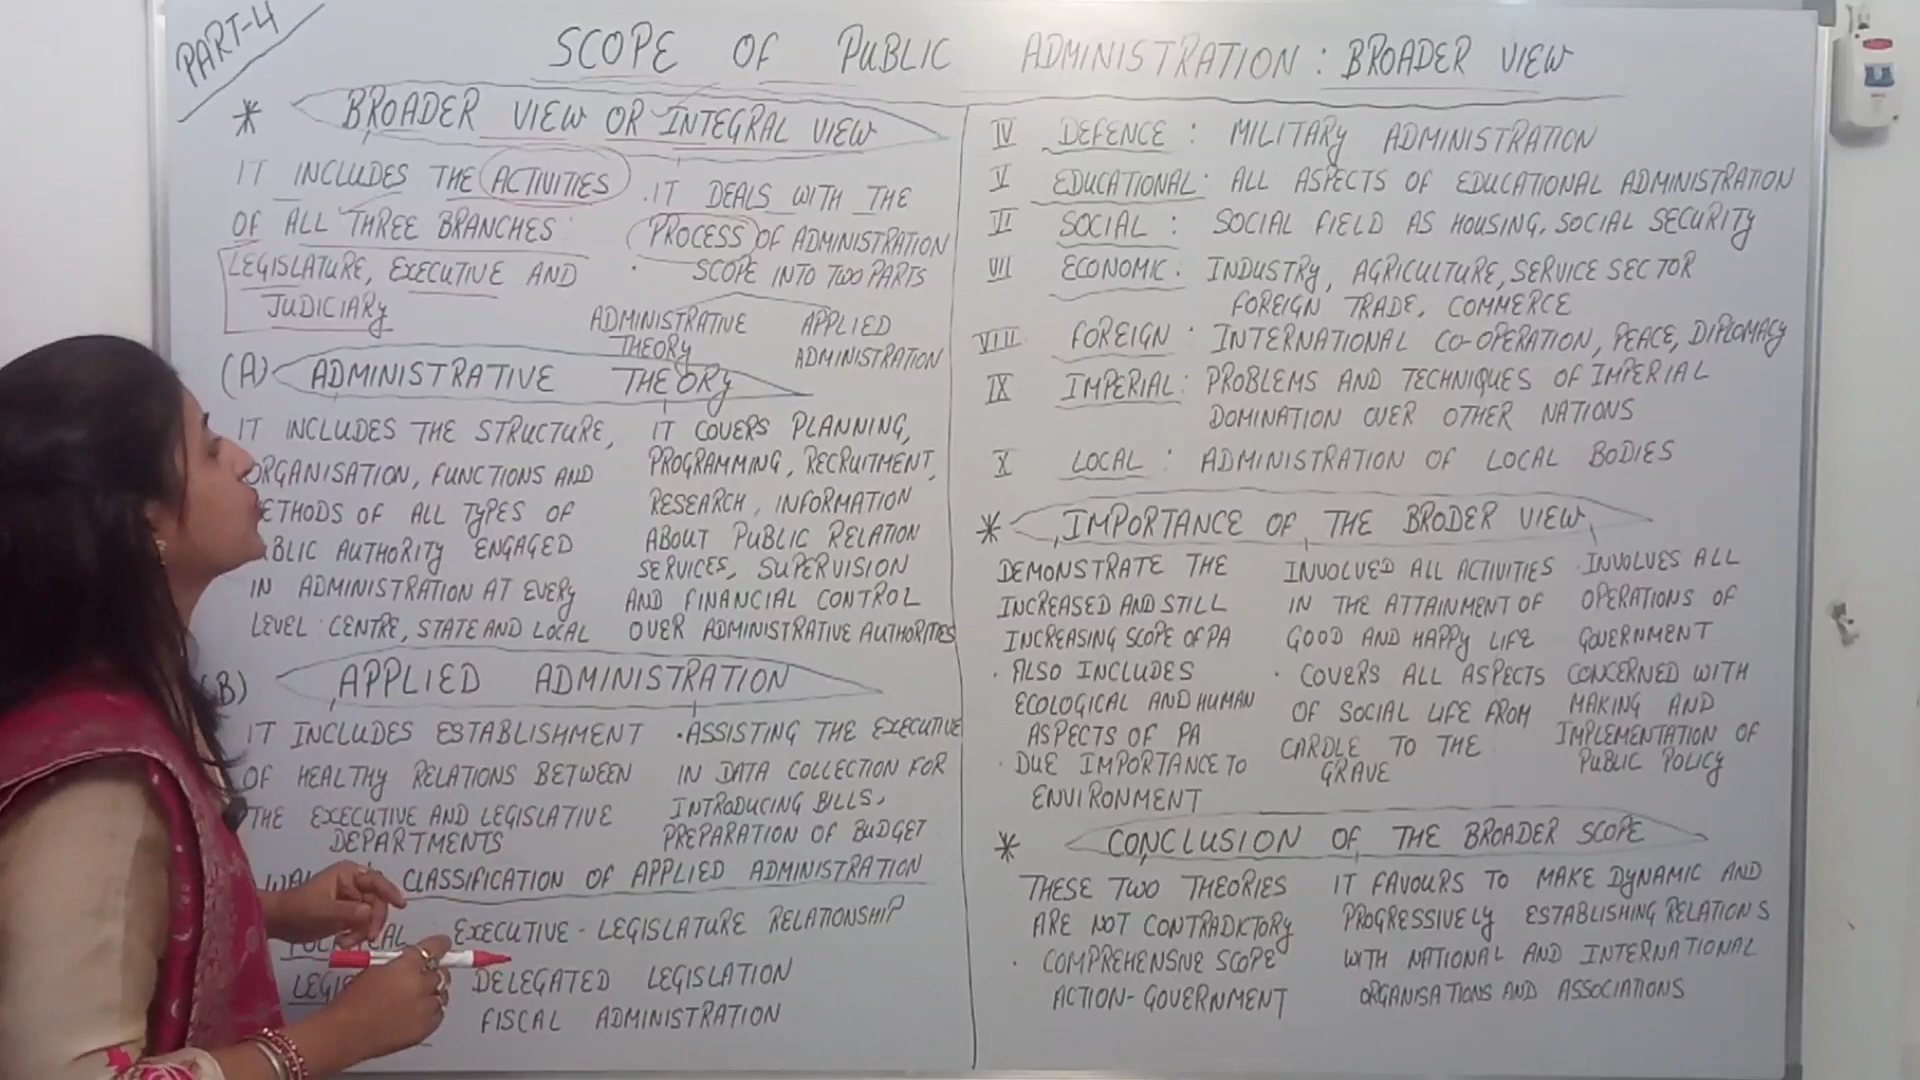 PART-4
SCOPE OF PUBLIC ADMINISTRATION : BROADER VIEW
* BROADER VIEW OR INTEGRAL VIEW
IT INCLUDES THE ACTIVITIES
OF ALL THREE BRANCHES:
LEGISLATURE, EXECUTIVE AND
JUDICIARY
. IT DEALS WITH THE
PROCESS OF ADMINISTRATION
. SCOPE INTO TWO PARTS
ADMINISTRATIVE
THEORY
APPLIED
ADMINISTRATION
(A) ADMINISTRATIVE THEORY
IT INCLUDES THE STRUCTURE,
ORGANISATION, FUNCTIONS AND
ETHODS OF ALL TYPES OF
BLIC AUTHORITY ENGAGED
IN ADMINISTRATION AT EVERY
LEVEL : CENTRE, STATE AND LOCAL
IT COVERS PLANNING,
PROGRAMMING, RECRUITMENT,
RESEARCH, INFORMATION
ABOUT PUBLIC RELATION
SERVICES, SUPERVISION
AND FINANCIAL CONTROL
OVER ADMINISTRATIVE AUTHORITIES
B) APPLIED ADMINISTRATION
IT INCLUDES ESTABLISHMENT
OF HEALTHY RELATIONS BETWEEN
THE EXECUTIVE AND LEGISLATIVE
DEPARTMENTS
. ASSISTING THE EXECUTIVE
IN DATA COLLECTION FOR
INTRODUCING BILLS,
PREPARATION OF BUDGET
CLASSIFICATION OF APPLIED ADMINISTRATION
EXECUTIVE - LEGISLATURE RELATIONSHIP
DELEGATED LEGISLATION
FISCAL ADMINISTRATION
IV DEFENCE : MILITARY ADMINISTRATION
V EDUCATIONAL : ALL ASPECTS OF EDUCATIONAL ADMINISTRATION
VI SOCIAL : SOCIAL FIELD AS HOUSING, SOCIAL SECURITY
VII ECONOMIC : INDUSTRY, AGRICULTURE, SERVICE SECTOR
FOREIGN TRADE, COMMERCE
VIII FOREIGN : INTERNATIONAL CO-OPERATION, PEACE, DIPLOMACY
IX IMPERIAL : PROBLEMS AND TECHNIQUES OF IMPERIAL
DOMINATION OVER OTHER NATIONS
X LOCAL : ADMINISTRATION OF LOCAL BODIES
* IMPORTANCE OF THE BRODER VIEW
DEMONSTRATE THE
INCREASED AND STILL
INCREASING SCOPE OF PA
. ALSO INCLUDES
ECOLOGICAL AND HUMAN
ASPECTS OF PA
. DUE IMPORTANCE TO
ENVIRONMENT
INVOLVED ALL ACTIVITIES
IN THE ATTAINMENT OF
GOOD AND HAPPY LIFE
. COVERS ALL ASPECTS
OF SOCIAL LIFE FROM
CARDLE TO THE
GRAVE
. INVOLVES ALL
OPERATIONS OF
GOVERNMENT
CONCERNED WITH
MAKING AND
IMPLEMENTATION OF
PUBLIC POLICY
* CONCLUSION OF THE BROADER SCOPE
THESE TWO THEORIES
ARE NOT CONTRADICTORY
. COMPREHENSIVE SCOPE
ACTION-GOVERNMENT
IT FAVOURS TO MAKE DYNAMIC AND
PROGRESSIVELY ESTABLISHING RELATIONS
WITH NATIONAL AND INTERNATIONAL
ORGANISATIONS AND ASSOCIATIONS